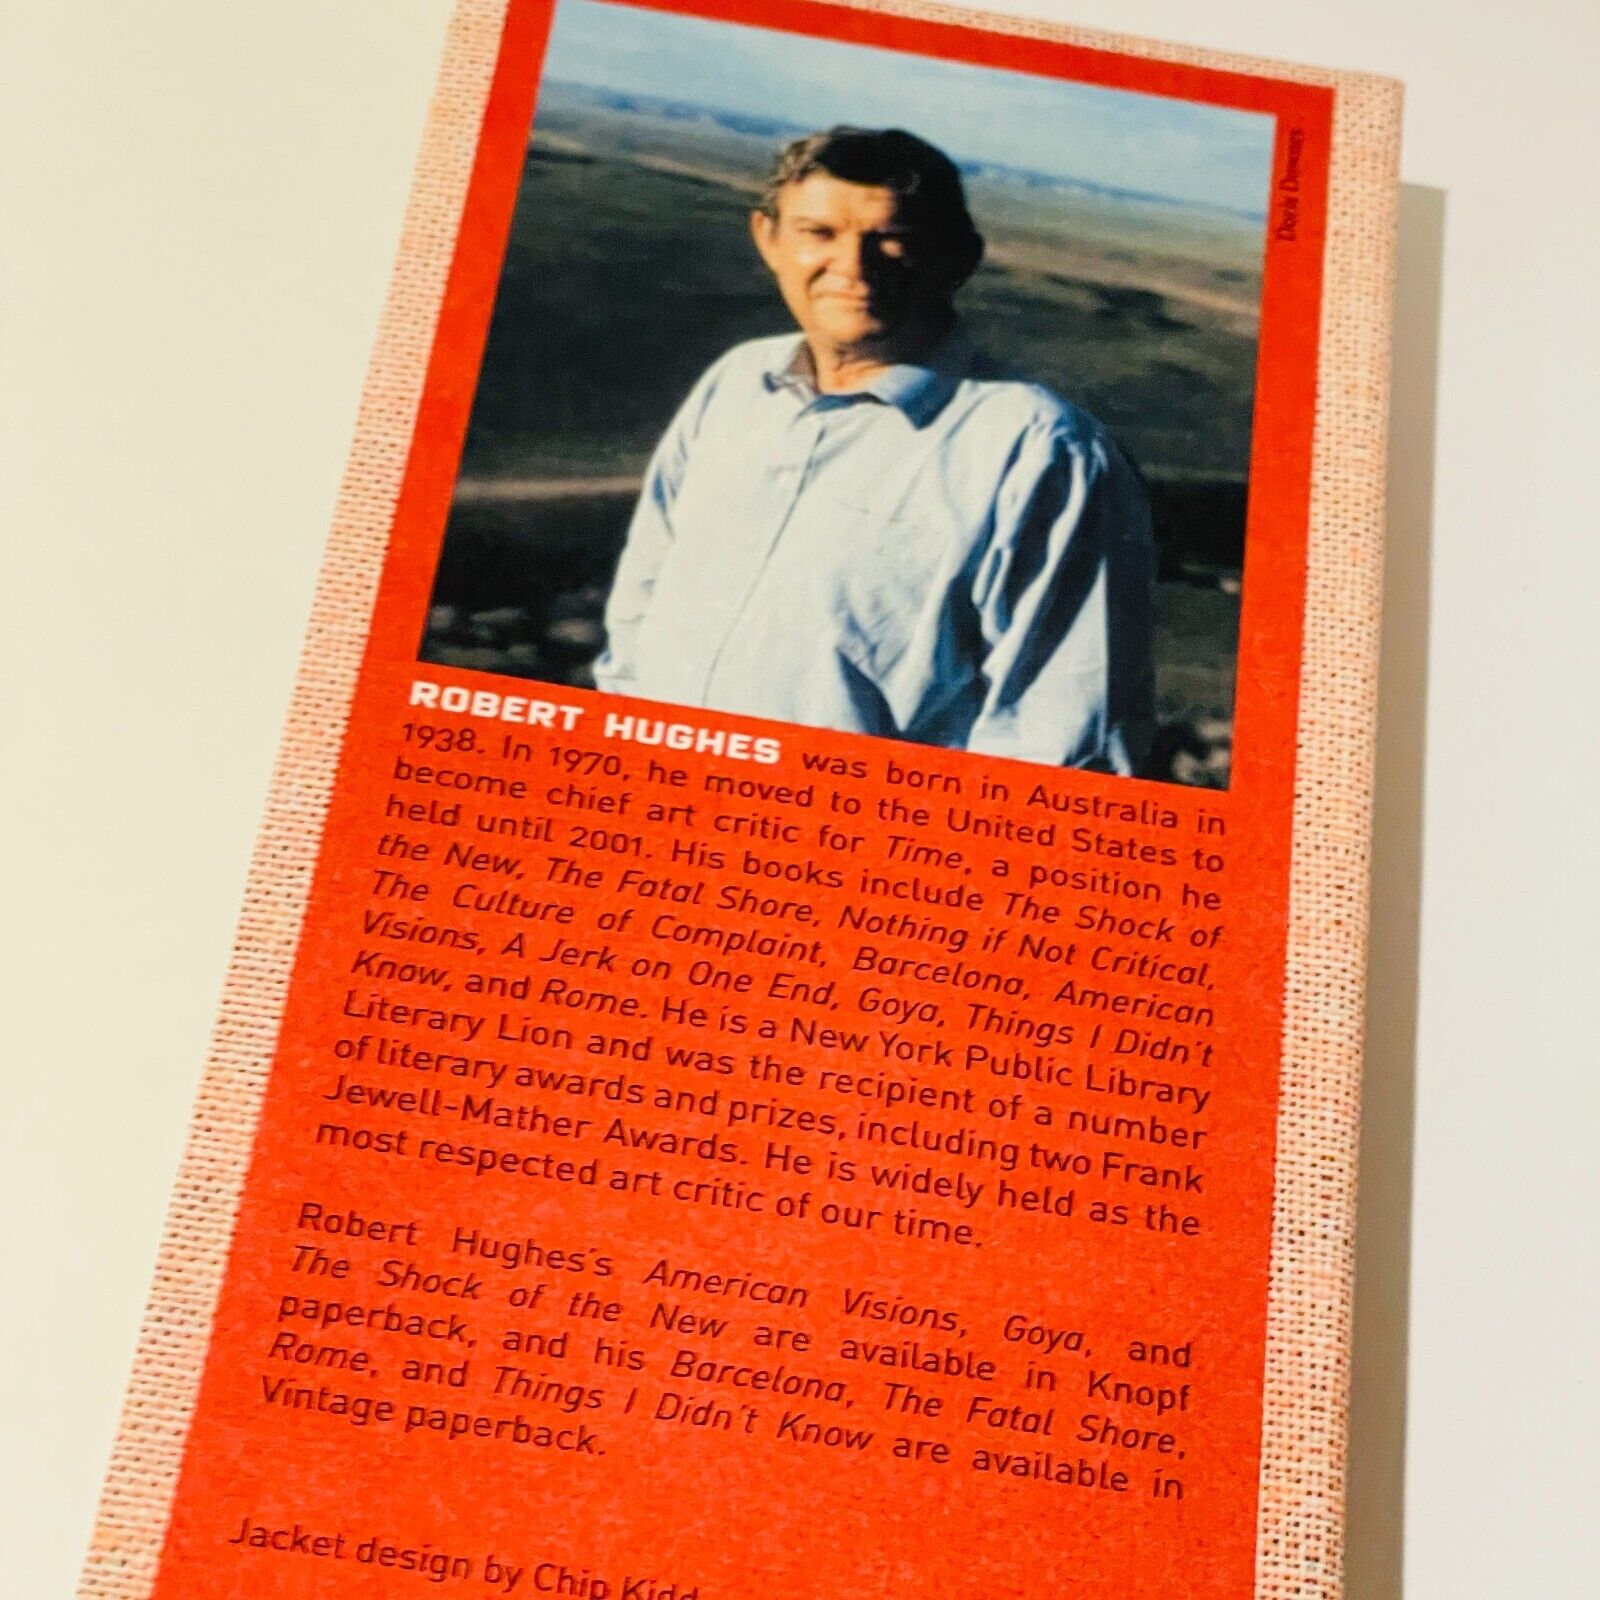 Doris Downes
ROBERT HUGHES was born in Australia in
1938. In 1970, he moved to the United States to
become chief art critic for Time, a position he
held until 2001. His books include The Shock of
the New, The Fatal Shore, Nothing if Not Critical,
The Culture of Complaint, Barcelona, American
Visions, A Jerk on One End, Goya, Things I Didn't
Know, and Rome. He is a New York Public Library
Literary Lion and was the recipient of a number
of literary awards and prizes, including two Frank
Jewell-Mather Awards. He is widely held as the
most respected art critic of our time.
Robert Hughes's American Visions, Goya, and
The Shock of the New are available in Knopf
paperback, and his Barcelona, The Fatal Shore,
Rome, and Things I Didn't Know are available in
Vintage paperback.
Jacket design by Chip Kidd